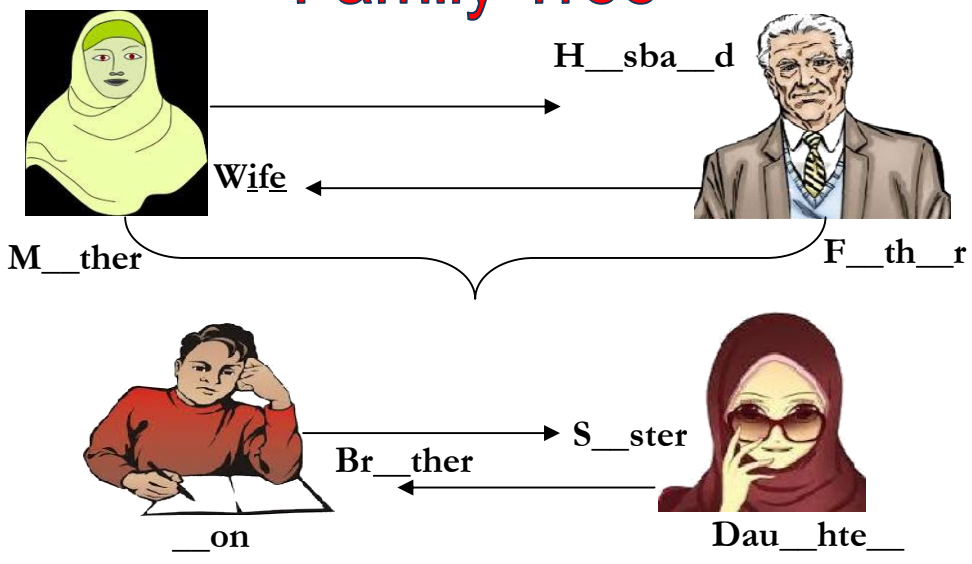 Family Tree
H__sba__d
Wife
M__ther
F__th__r
S__ster
Br__ther
__on
Dau__hte__